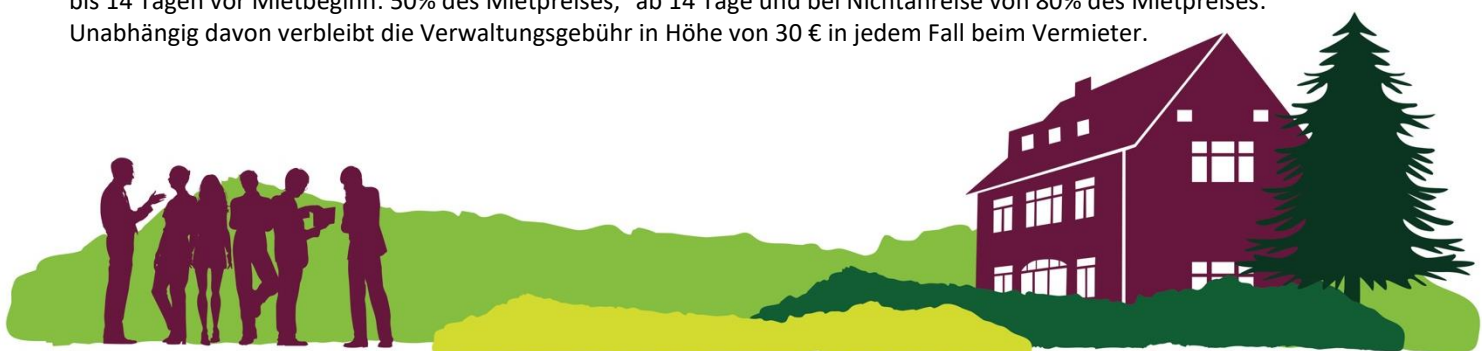 bis 14 Tagen vor Mietbeginn: 50% des Mietpreises, ab 14 Tage und bei Nichtanreise von 80% des Mietpreises.
Unabhängig davon verbleibt die Verwaltungsgebühr in Höhe von 30 € in jedem Fall beim Vermieter.